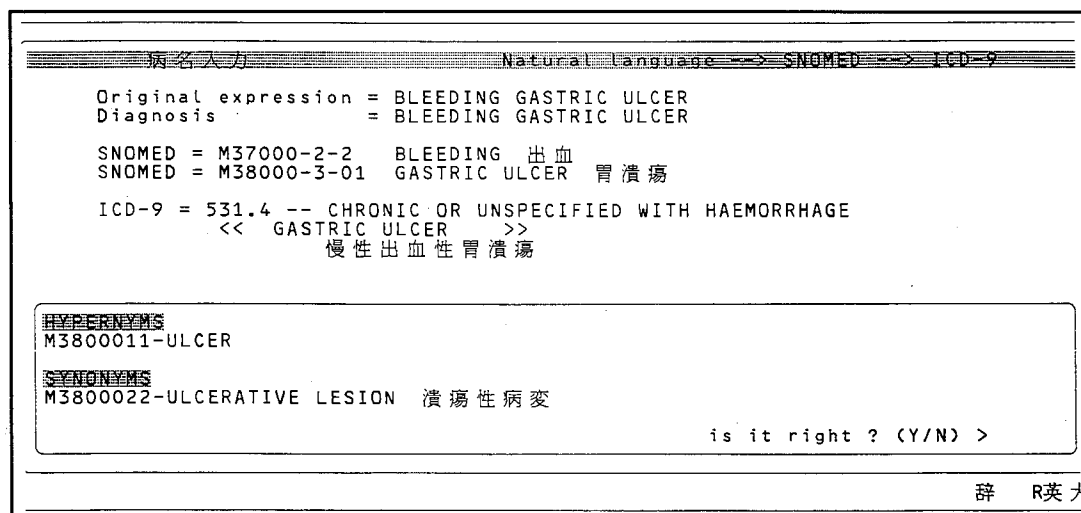 病名入力 Natural language --> SNOMED --> ICD-9
Original expression = BLEEDING GASTRIC ULCER
Diagnosis = BLEEDING GASTRIC ULCER
SNOMED = M37000-2-2 BLEEDING 出血
SNOMED = M38000-3-01 GASTRIC ULCER 胃潰瘍
ICD-9 = 531.4 -- CHRONIC OR UNSPECIFIED WITH HAEMORRHAGE
<< GASTRIC ULCER >>
慢性出血性胃潰瘍
HYPERNYMS
M3800011-ULCER
SYNONYMS
M3800022-ULCERATIVE LESION 潰瘍性病変
is it right ? (Y/N) >
辞 R英